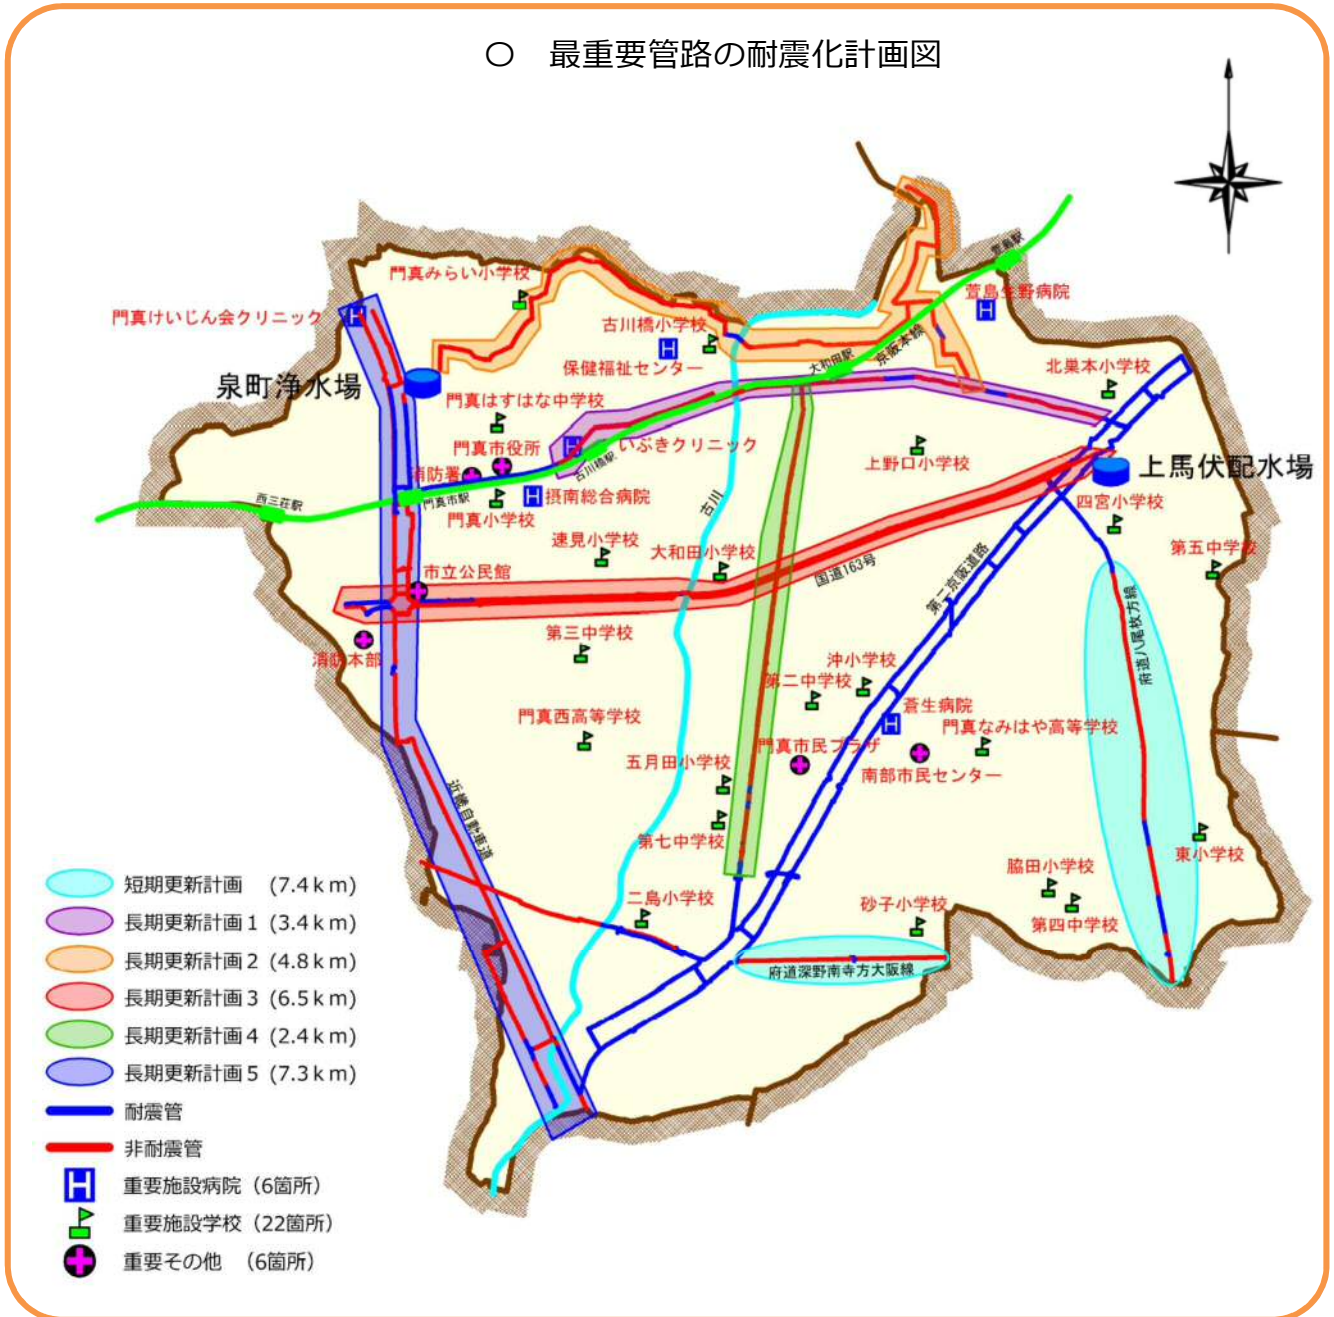 〇 最重要管路の耐震化計画図
萱島駅
門真みらい小学校
萱島生野病院
門真けいじん会クリニック
古川橋小学校
京阪本線
大和田駅
保健福祉センター
北巣本小学校
泉町浄水場
門真はすはな中学校
門真市役所
いぶきクリニック
消防署
古川橋駅
上野口小学校
上馬伏配水場
西三荘駅
門真市駅
摂南総合病院
古川
四宮小学校
門真小学校
速見小学校
大和田小学校
第五中学校
国道163号
市立公民館
第二京阪道路
府道八尾枚方線
第三中学校
消防本部
沖小学校
第二中学校
蒼生病院
門真西高等学校
門真なみはや高等学校
門真市民プラザ
五月田小学校
南部市民センター
近畿自動車道
第七中学校
東小学校
脇田小学校
二島小学校
砂子小学校
第四中学校
府道深野南寺方大阪線
短期更新計画 (7.4km)
長期更新計画1 (3.4km)
長期更新計画2 (4.8km)
長期更新計画3 (6.5km)
長期更新計画4 (2.4km)
長期更新計画5 (7.3km)
耐震管
非耐震管
H 重要施設病院（6箇所）
重要施設学校（22箇所）
重要その他 （6箇所）